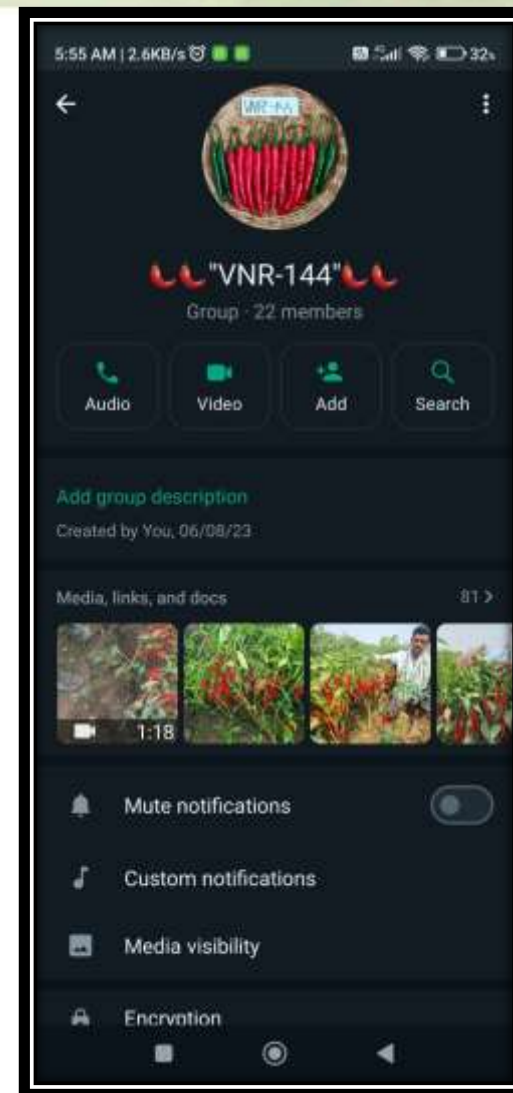 5:55 AM | 2.6KB/s 32%
🌶️🌶️"VNR-144"🌶️🌶️
Group · 22 members
Audio Video Add Search
Add group description
Created by You, 06/08/23
Media, links, and docs 81 >
1:18
Mute notifications
Custom notifications
Media visibility
Encryption